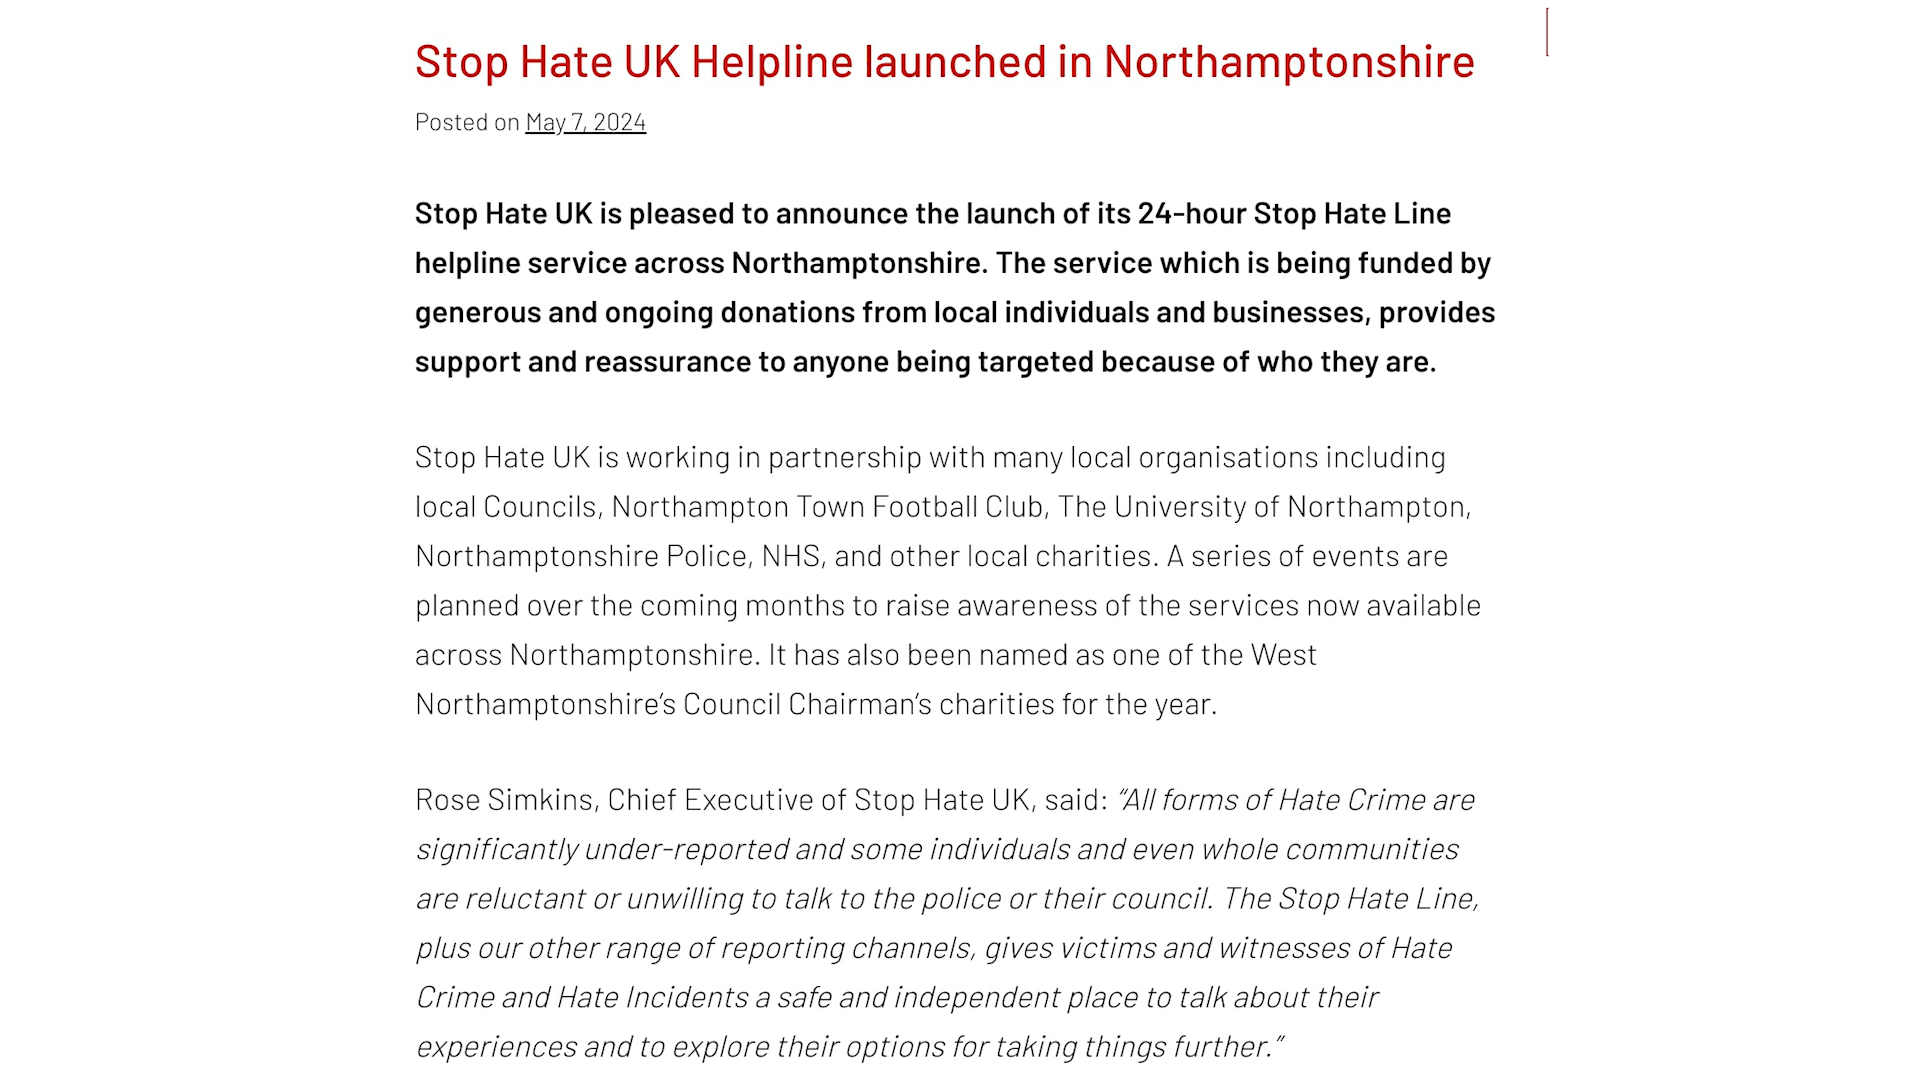 Stop Hate UK Helpline launched in Northamptonshire
Posted on May 7, 2024
Stop Hate UK is pleased to announce the launch of its 24-hour Stop Hate Line
helpline service across Northamptonshire. The service which is being funded by
generous and ongoing donations from local individuals and businesses, provides
support and reassurance to anyone being targeted because of who they are.
Stop Hate UK is working in partnership with many local organisations including
local Councils, Northampton Town Football Club, The University of Northampton,
Northamptonshire Police, NHS, and other local charities. A series of events are
planned over the coming months to raise awareness of the services now available
across Northamptonshire. It has also been named as one of the West
Northamptonshire’s Council Chairman’s charities for the year.
Rose Simkins, Chief Executive of Stop Hate UK, said: “All forms of Hate Crime are
significantly under-reported and some individuals and even whole communities
are reluctant or unwilling to talk to the police or their council. The Stop Hate Line,
plus our other range of reporting channels, gives victims and witnesses of Hate
Crime and Hate Incidents a safe and independent place to talk about their
experiences and to explore their options for taking things further.”